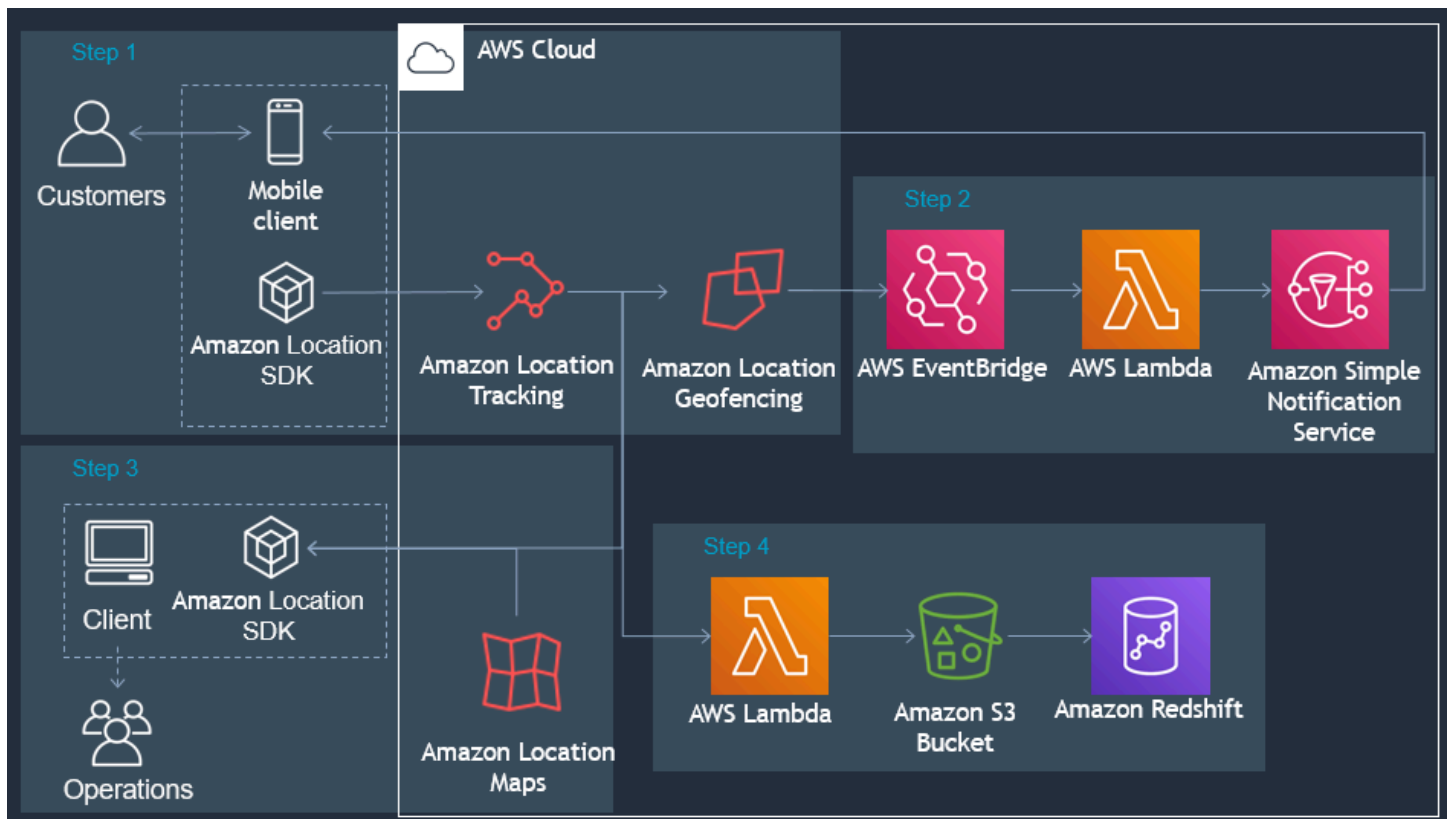 Step 1
AWS Cloud
Customers
Mobile
client
Amazon Location
SDK
Amazon Location
Tracking
Amazon Location
Geofencing
Step 2
AWS EventBridge
AWS Lambda
Amazon Simple
Notification
Service
Step 3
Client
Amazon Location
SDK
Operations
Amazon Location
Maps
Step 4
AWS Lambda
Amazon S3
Bucket
Amazon Redshift